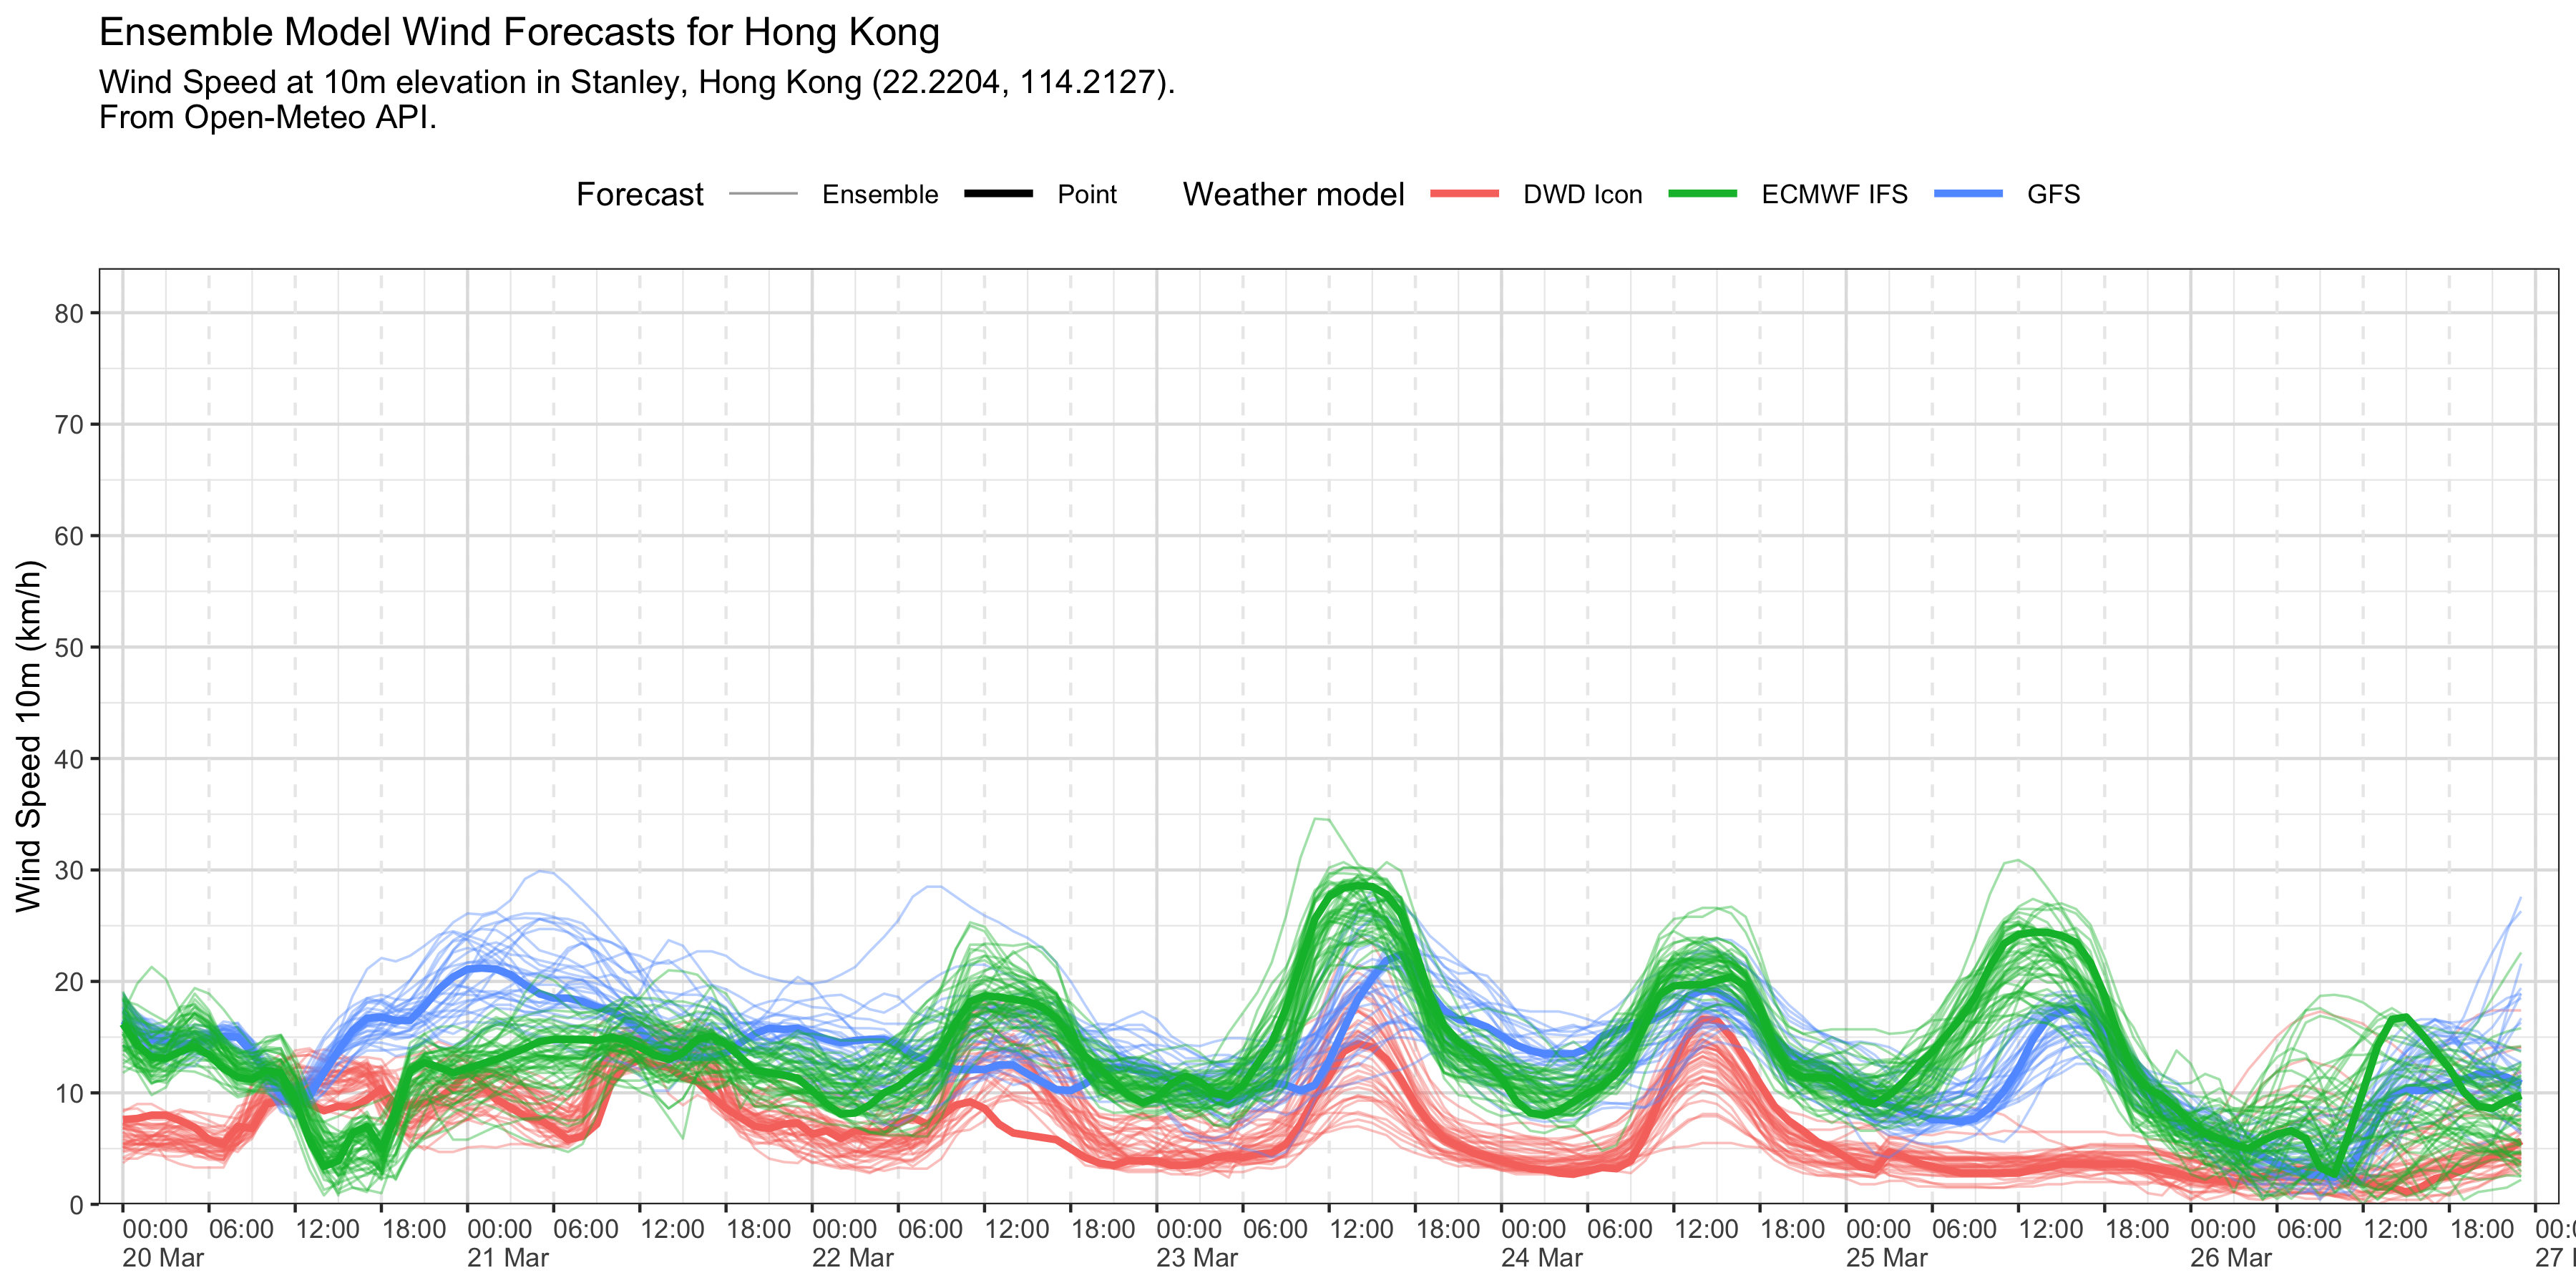 Ensemble Model Wind Forecasts for Hong Kong
Wind Speed at 10m elevation in Stanley, Hong Kong (22.2204, 114.2127).
From Open-Meteo API.
Forecast Ensemble Point Weather model DWD Icon ECMWF IFS GFS
Wind Speed 10m (km/h)
80
70
60
50
40
30
20
10
0
00:00 06:00 12:00 18:00 00:00 06:00 12:00 18:00 00:00 06:00 12:00 18:00 00:00 06:00 12:00 18:00 00:00 06:00 12:00 18:00 00:00 06:00 12:00 18:00 00:00 06:00 12:00 18:00
20 Mar 21 Mar 22 Mar 23 Mar 24 Mar 25 Mar 26 Mar 27